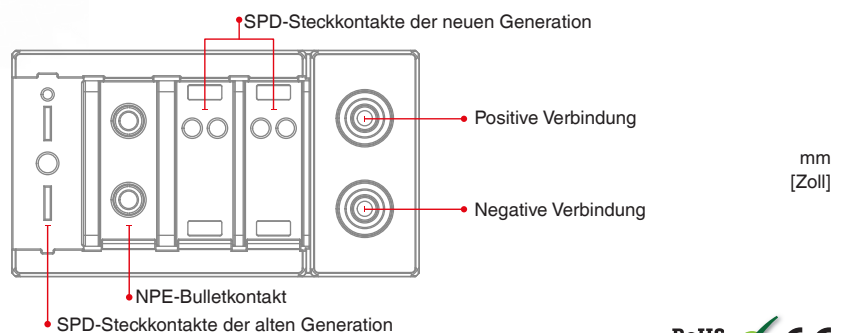 SPD-Steckkontakte der neuen Generation
Positive Verbindung
mm
[Zoll]
Negative Verbindung
NPE-Bulletkontakt
SPD-Steckkontakte der alten Generation
RoHS